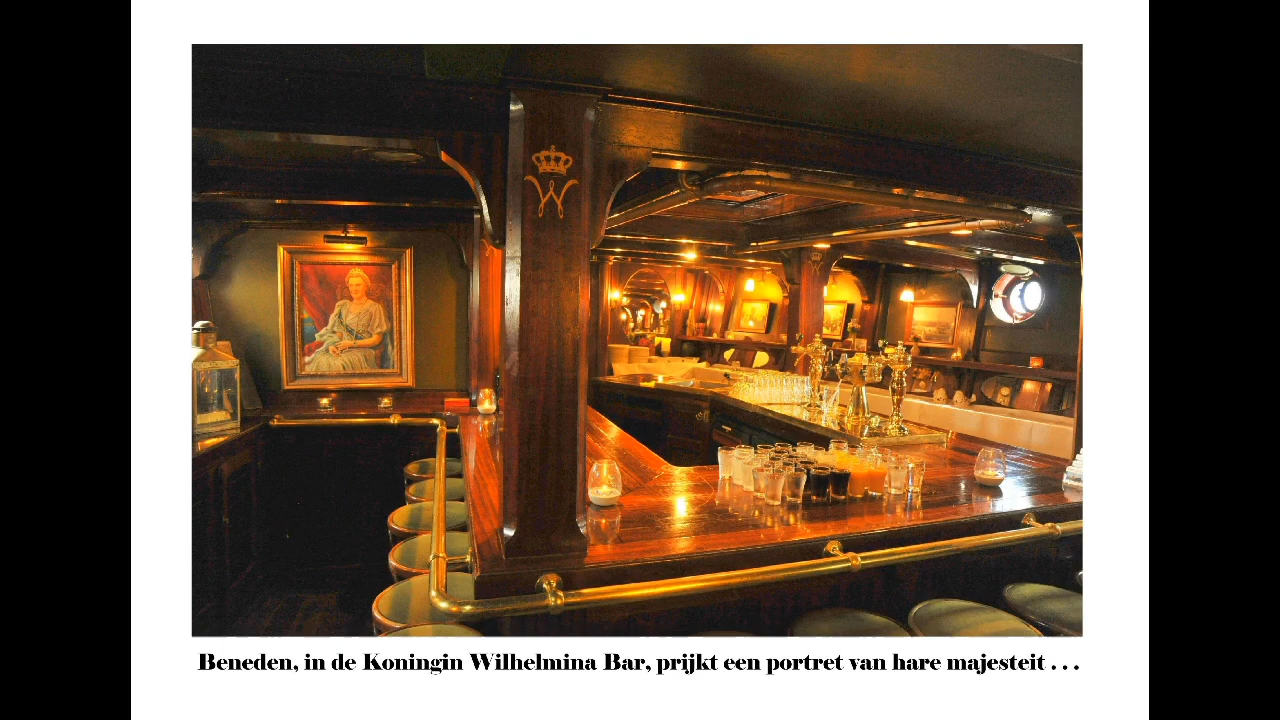 W
Beneden, in de Koningin Wilhelmina Bar, prijkt een portret van hare majesteit . . .